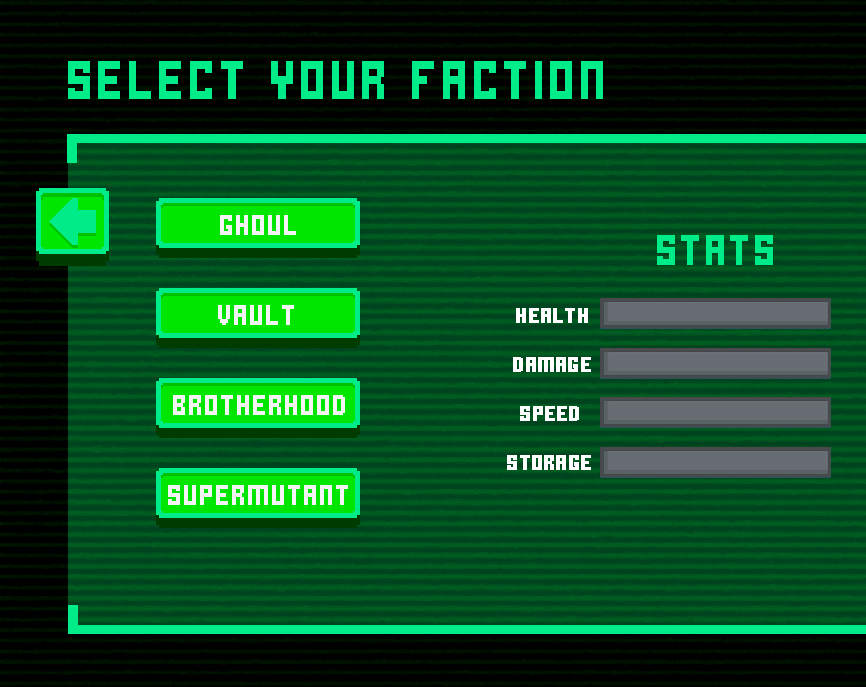 SELECT YOUR FACTION
GHOUL
VAULT
BROTHERHOOD
SUPERMUTANT
STATS
HEALTH
DAMAGE
SPEED
STORAGE